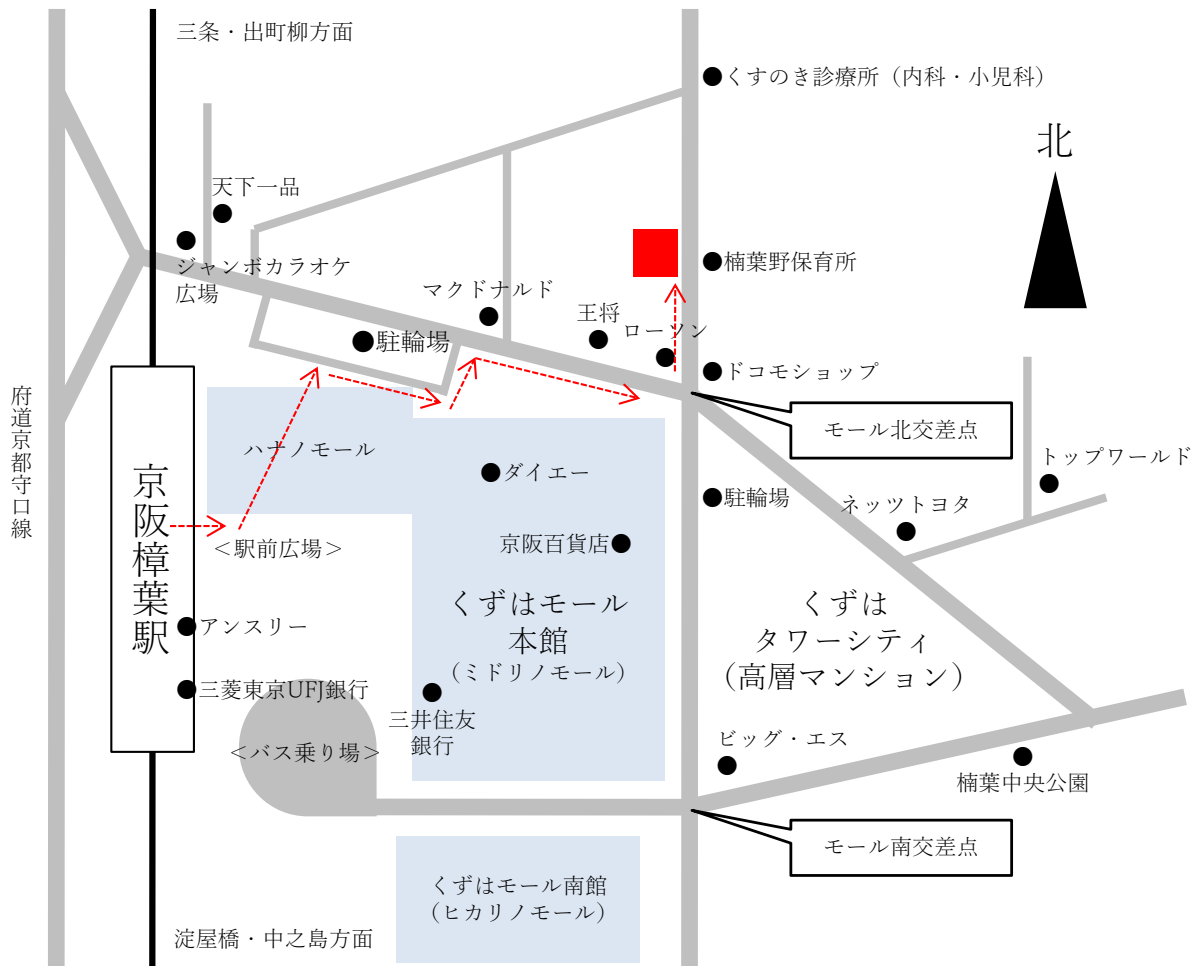 三条・出町柳方面
くすのき診療所（内科・小児科）
北
天下一品
ジャンボカラオケ
広場
楠葉野保育所
マクドナルド
王将
ローソン
駐輪場
ドコモショップ
府道京都守口線
モール北交差点
ハナノモール
トップワールド
ダイエー
京阪樟葉駅
駐輪場
ネッツトヨタ
＜駅前広場＞
京阪百貨店
くずはモール
本館
（ミドリノモール）
くずは
タワーシティ
（高層マンション）
アンスリー
三菱東京UFJ銀行
三井住友
銀行
＜バス乗り場＞
ビッグ・エス
楠葉中央公園
モール南交差点
くずはモール南館
（ヒカリノモール）
淀屋橋・中之島方面